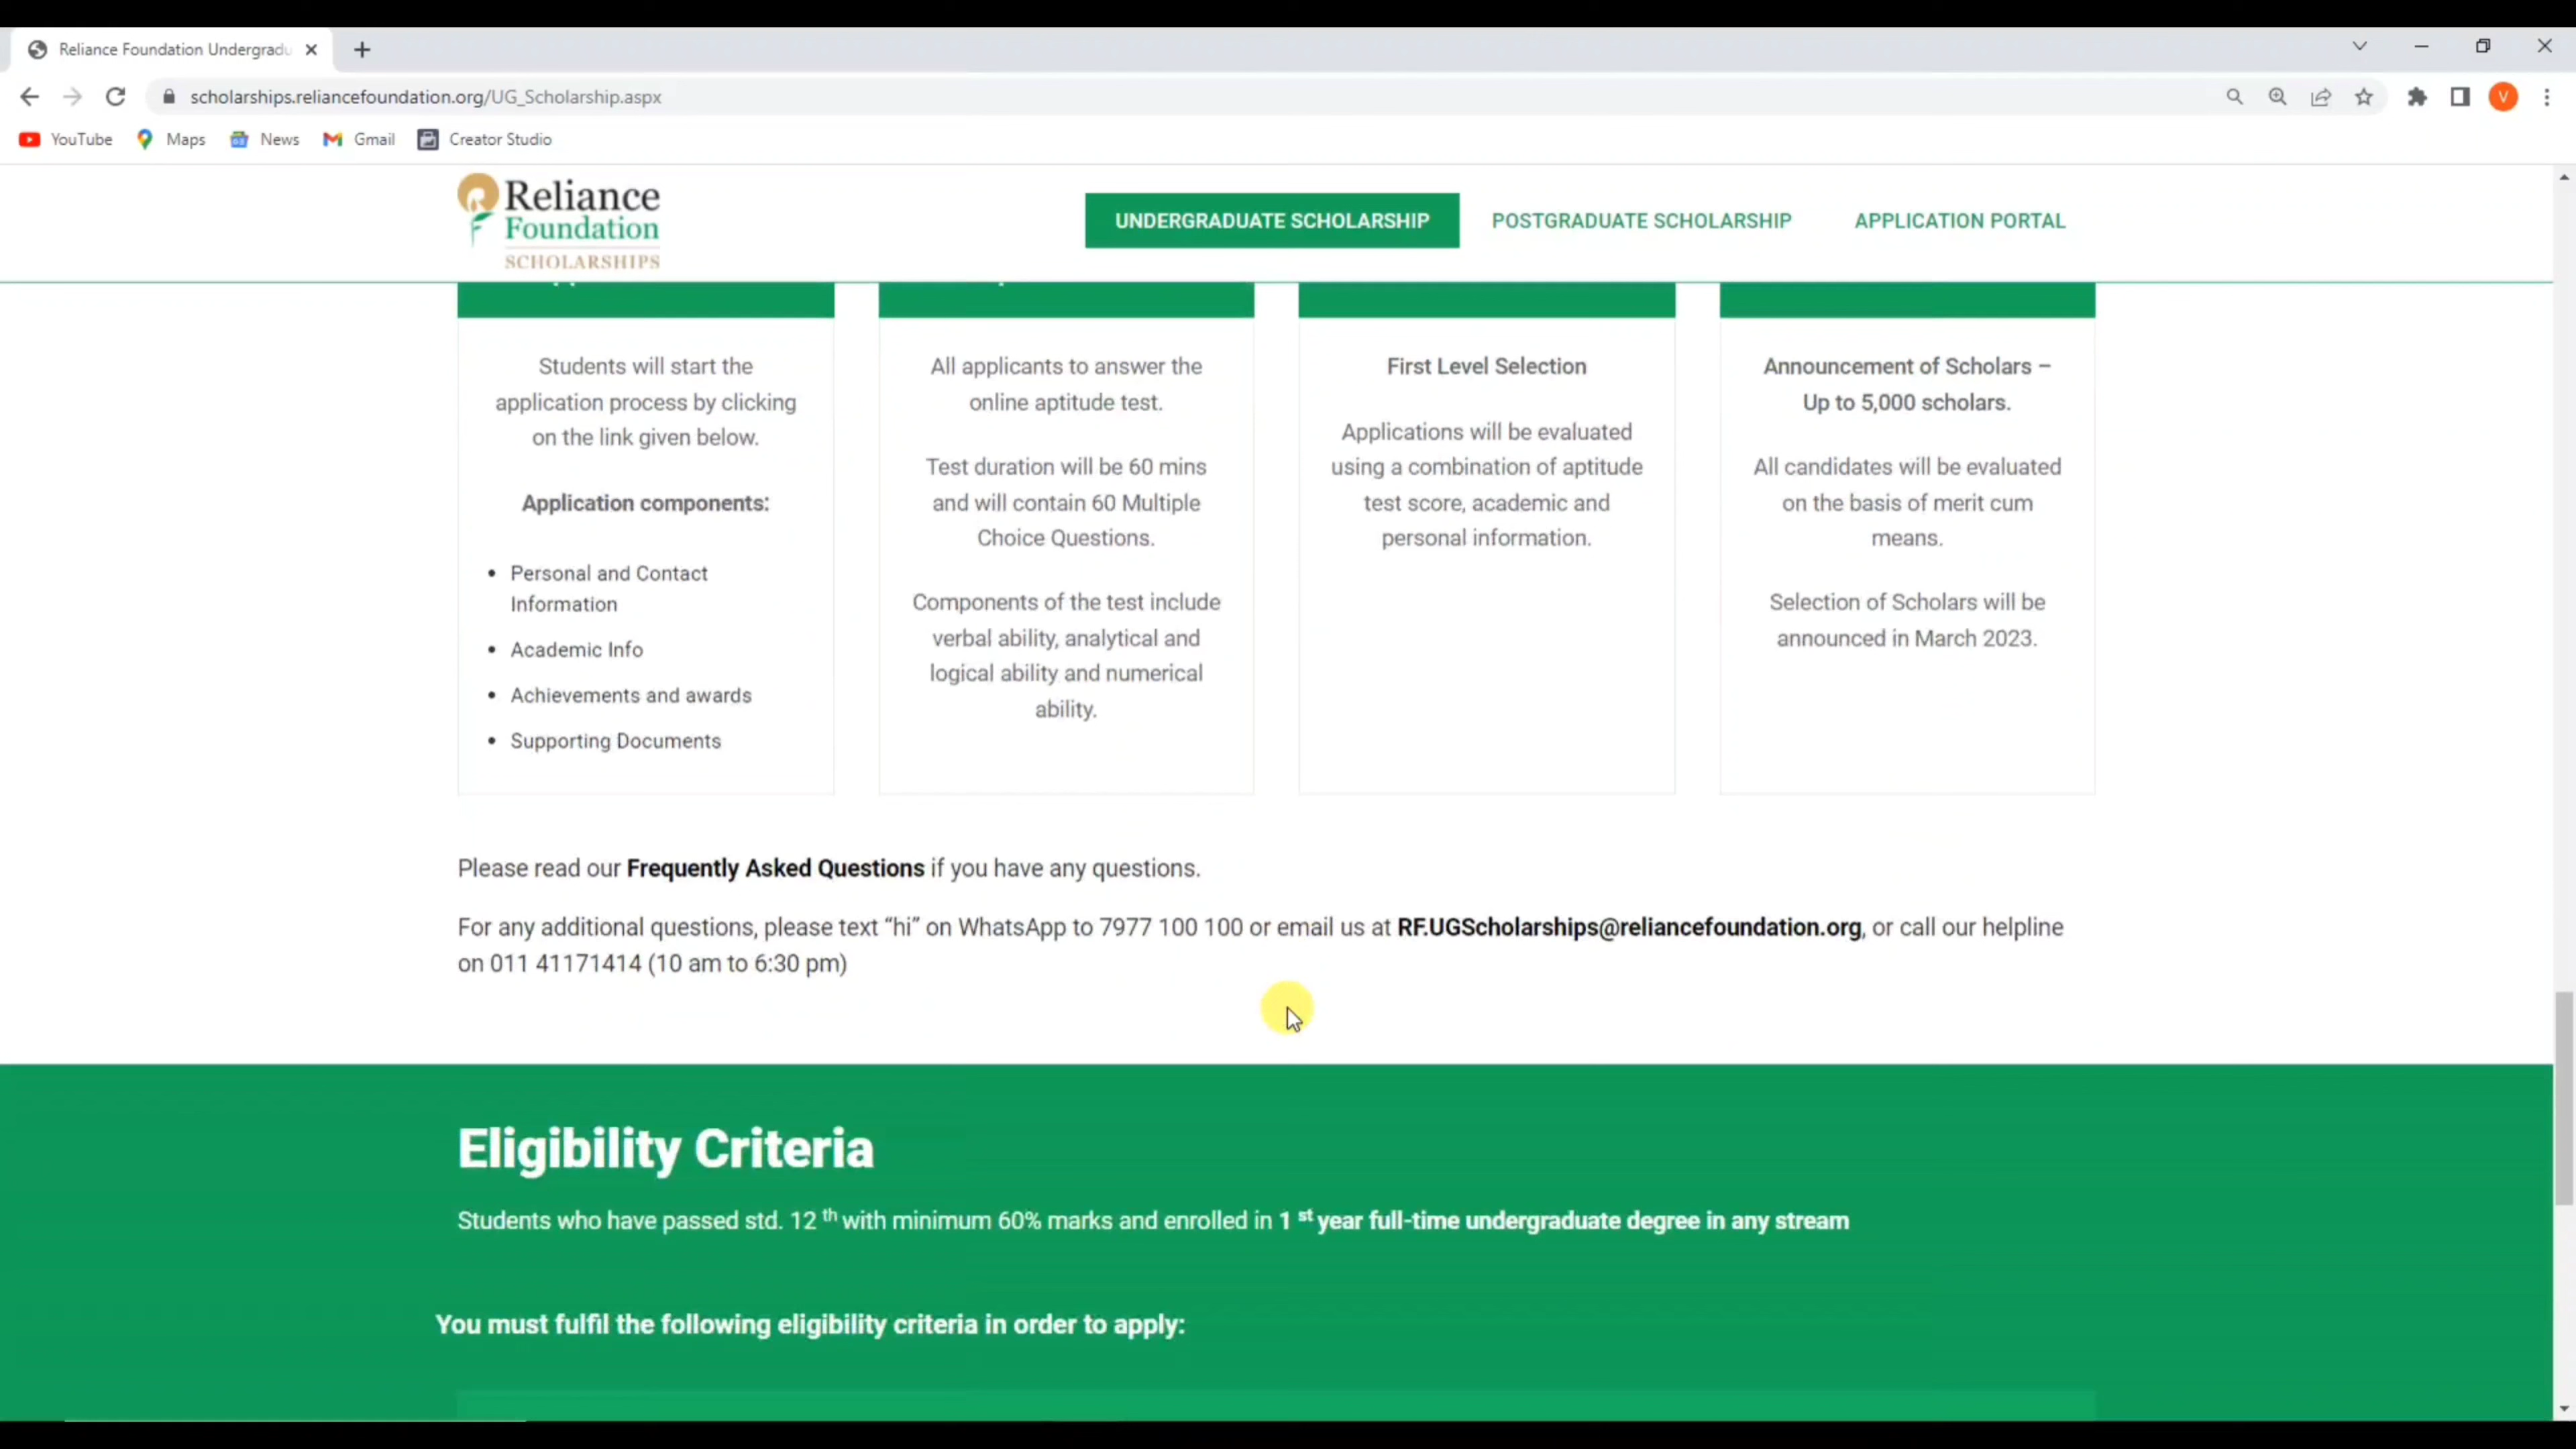 Reliance Foundation Undergradu
scholarships.reliancefoundation.org/UG_Scholarship.aspx
V
YouTube
Maps
News
Gmail
Creator Studio
Reliance
Foundation
SCHOLARSHIPS
UNDERGRADUATE SCHOLARSHIP
POSTGRADUATE SCHOLARSHIP
APPLICATION PORTAL
Students will start the
application process by clicking
on the link given below.
Application components:
• Personal and Contact
Information
• Academic Info
• Achievements and awards
• Supporting Documents
All applicants to answer the
online aptitude test.
Test duration will be 60 mins
and will contain 60 Multiple
Choice Questions.
Components of the test include
verbal ability, analytical and
logical ability and numerical
ability.
First Level Selection
Applications will be evaluated
using a combination of aptitude
test score, academic and
personal information.
Announcement of Scholars –
Up to 5,000 scholars.
All candidates will be evaluated
on the basis of merit cum
means.
Selection of Scholars will be
announced in March 2023.
Please read our Frequently Asked Questions if you have any questions.
For any additional questions, please text “hi” on WhatsApp to 7977 100 100 or email us at RF.UGScholarships@reliancefoundation.org, or call our helpline
on 011 41171414 (10 am to 6:30 pm)
Eligibility Criteria
Students who have passed std. 12 th with minimum 60% marks and enrolled in 1 st year full-time undergraduate degree in any stream
You must fulfil the following eligibility criteria in order to apply: